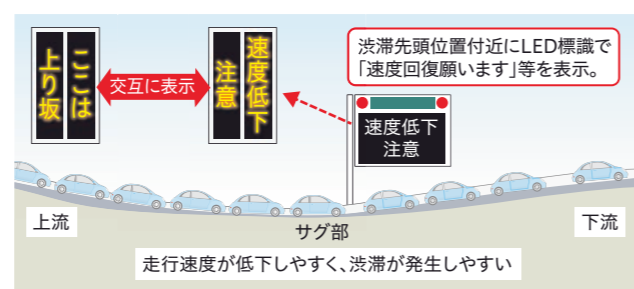 ここは
上り坂
交互に表示
速度低下
注意
渋滞先頭位置付近にLED標識で
「速度回復願います」等を表示。
速度低下
注意
上流
サグ部
下流
走行速度が低下しやすく、渋滞が発生しやすい